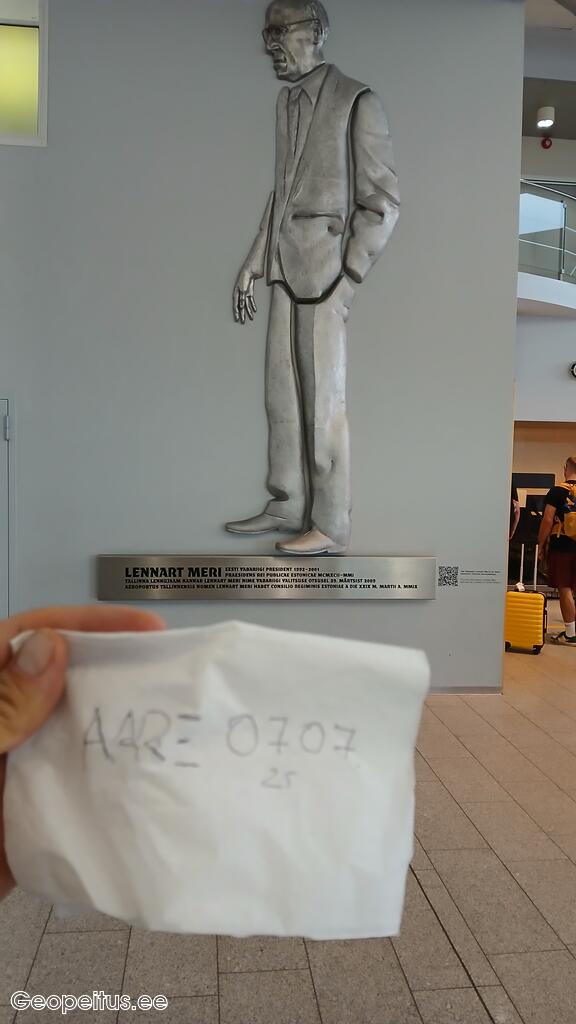 LENNART MERI EESTI VABARIIGI PRESIDENT 1992-2001
PRAESIDENS REI PUBLICAE ESTONICAE MCMXCII-MMI
TALLINNA LENNUJAAM KANNAB LENNART MERI NIME VABARIIGI VALITSUSE OTSUSEL 29. MÄRTSIST 2009
AEROPORTUS TALLINNENSIS NOMEN LENNART MERI HABET CONSILIO REGIMINIS ESTONIAE A DIE XXIX M. MARTII A. MMIX
AARE 0707
25
Geopeitus.ee